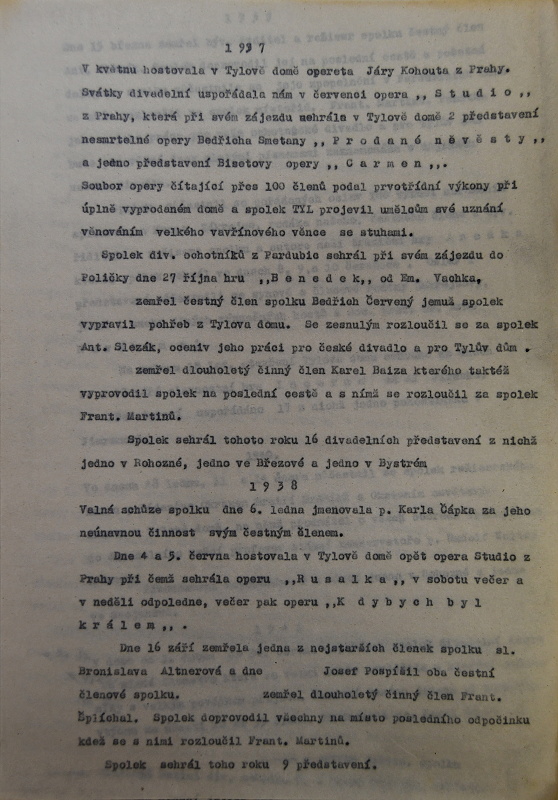 1937
V květnu hostovala v Tylově domě opereta Járy Kohouta z Prahy.
Svátky divadelní uspořádala nám v červenci opera ,, S t u d i o ,,
z Prahy, která při svém zájezdu sehrála v Tylově domě 2 představení
nesmrtelné opery Bedřicha Smetany ,, P r o d a n é n ě v ě s t y ,,
a jedno představení Bisetovy opery ,, C a r m e n ,,.
Soubor opery čítající přes 100 členů podal prvotřídní výkony při
úplně vyprodaném domě a spolek TYL projevil umělcům své uznání
věnováním velkého vavřínového věnce se stuhami.
Spolek div. ochotníků z Pardubic sehrál při svém zájezdu do
Poličky dne 27 října hru ,,B e n e d e k,, od Em. Vachka,
zemřel čestný člen spolku Bedřich Červený jemuž spolek
vypravil pohřeb z Tylova domu. Se zesnulým rozloučil se za spolek
Ant. Slezák, oceniv jeho práci pro české divadlo a pro Tylův dům .
zemřel dlouholetý činný člen Karel Baiza kterého taktéž
vyprovodil spolek na poslední cestě a s nímž se rozloučil za spolek
Frant. Martinů.
Spolek sehrál tohoto roku 16 divadelních představení z nichž
jedno v Rohozné, jedno ve Březové a jedno v Bystrém
1 9 3 8
Valná schůze spolku dne 6. ledna jmenovala p. Karla Čápka za jeho
neúnavnou činnost svým čestným členem.
Dne 4 a 5. června hostovala v Tylově domě opět opera Studio z
Prahy při čemž sehrála operu ,,R u s a l k a ,, v sobotu večer a
v neděli odpoledne, večer pak operu ,,K d y b y c h b y l
k r á l e m ,, .
Dne 16 září zemřela jedna z nejstarších členek spolku sl.
Bronislava Altnerová a dne Josef Pospíšil oba čestní
členové spolku. zemřel dlouholetý činný člen Frant.
Šplíchal. Spolek doprovodil všechny na místo posledního odpočinku
kdež se s nimi rozloučil Frant. Martinů.
Spolek sehrál toho roku 9 představení.